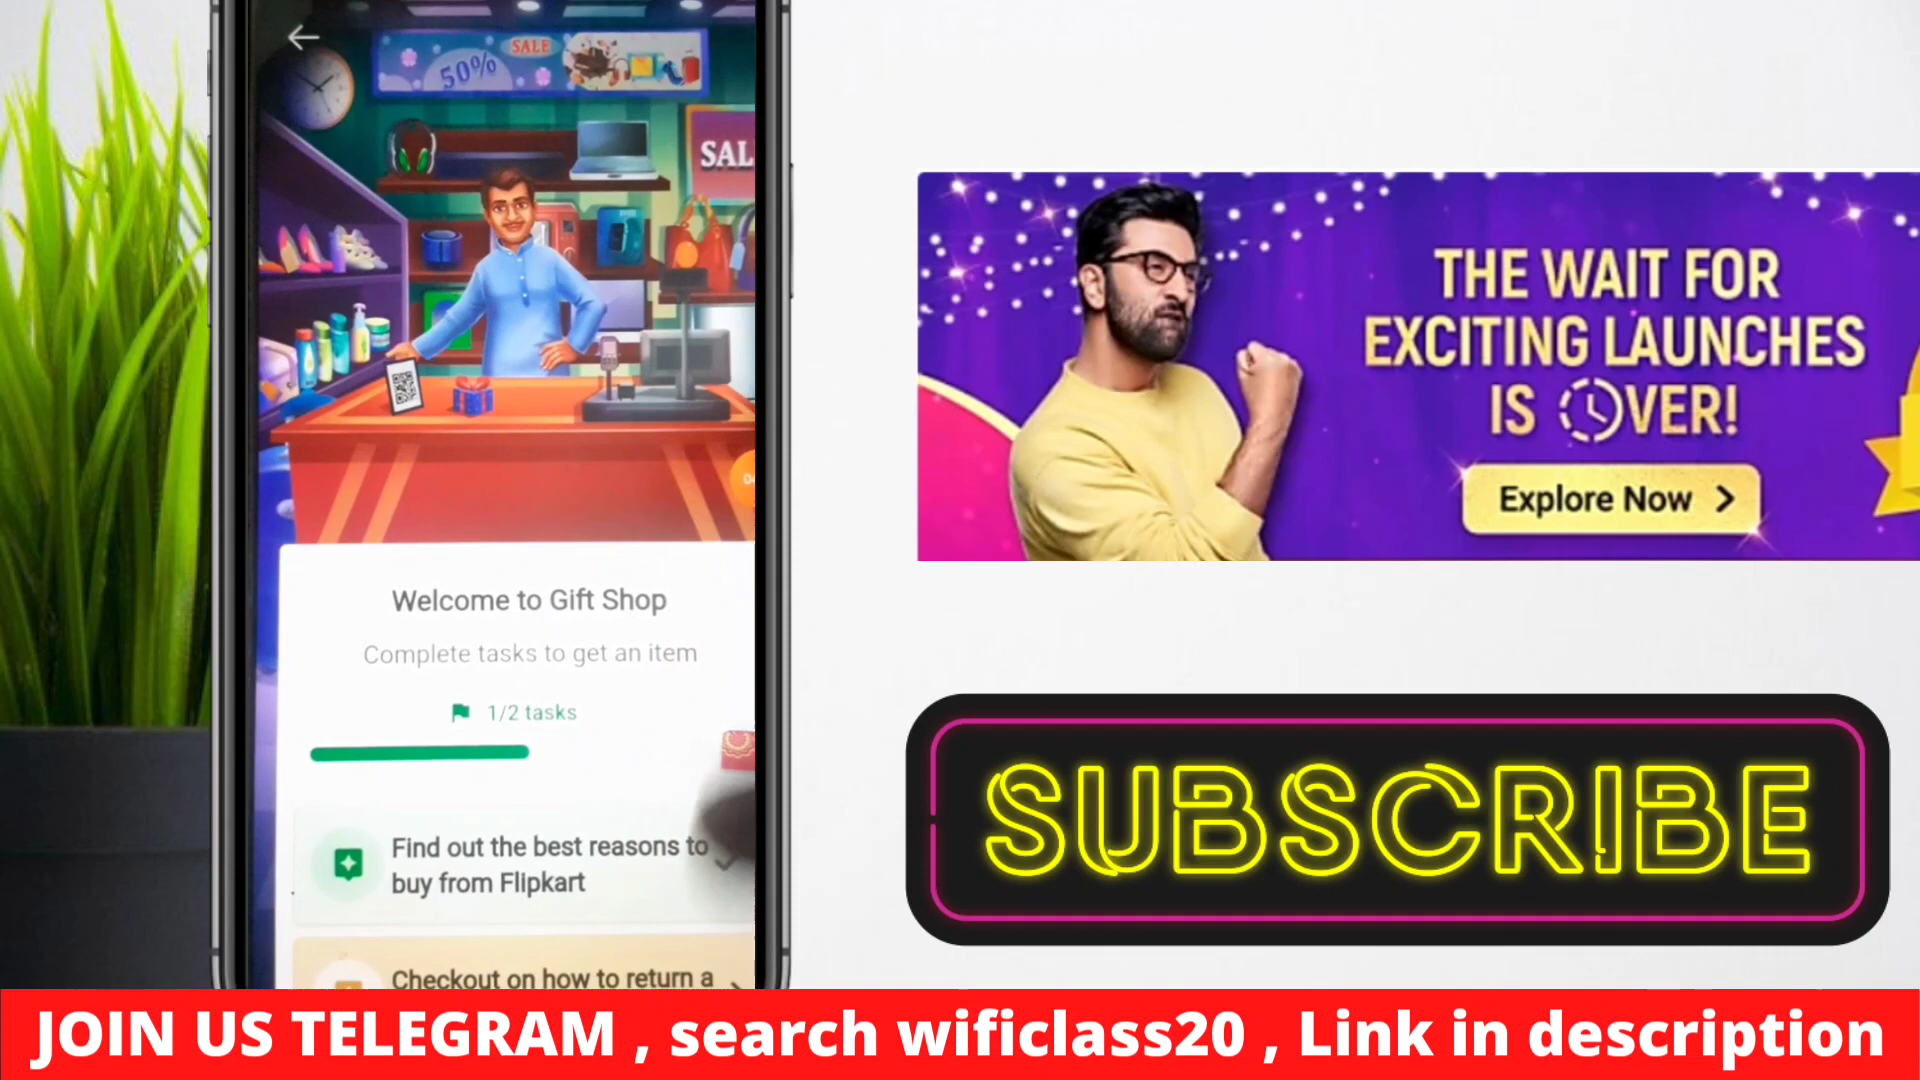 SALE
50%
SAL
Welcome to Gift Shop
Complete tasks to get an item
1/2 tasks
Find out the best reasons to
buy from Flipkart
Checkout on how to return a
THE WAIT FOR
EXCITING LAUNCHES
IS OVER!
Explore Now
SUBSCRIBE
JOIN US TELEGRAM , search wificlass20 , Link in description